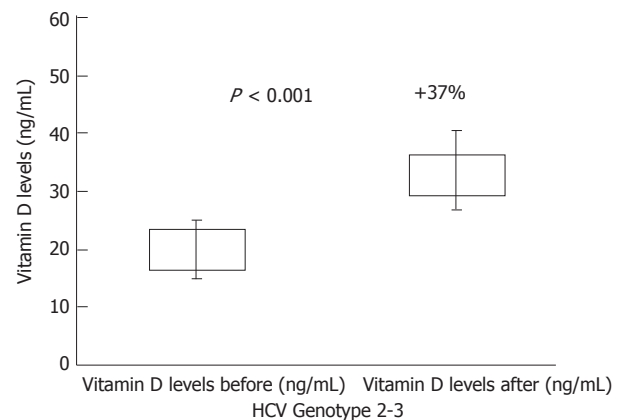 60
50
40
30
20
10
0
Vitamin D levels (ng/mL)
P < 0.001
+37%
Vitamin D levels before (ng/mL)
Vitamin D levels after (ng/mL)
HCV Genotype 2-3